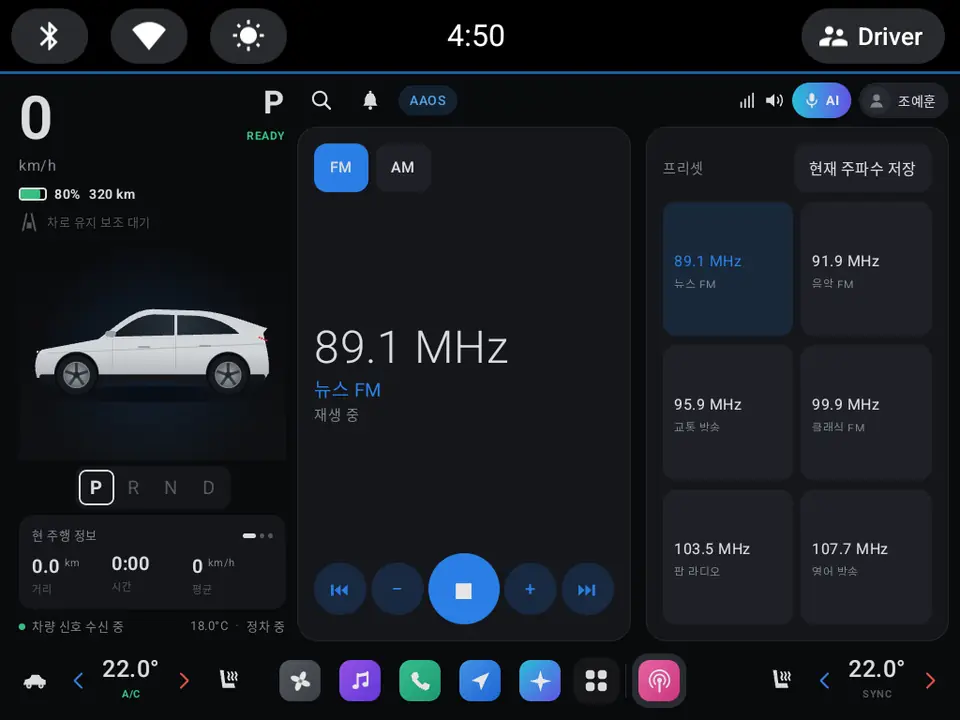 4:50
Driver
0
P
READY
km/h
80% 320 km
차로 유지 보조 대기
AAOS
AI
조예훈
FM
AM
89.1 MHz
뉴스 FM
재생 중
프리셋
현재 주파수 저장
89.1 MHz
뉴스 FM
91.9 MHz
음악 FM
95.9 MHz
교통 방송
99.9 MHz
클래식 FM
103.5 MHz
팝 라디오
107.7 MHz
영어 방송
P R N D
현 주행 정보
0.0 km
거리
0:00
시간
0 km/h
평균
차량 신호 수신 중
18.0°C · 정차 중
22.0°
A/C
22.0°
SYNC